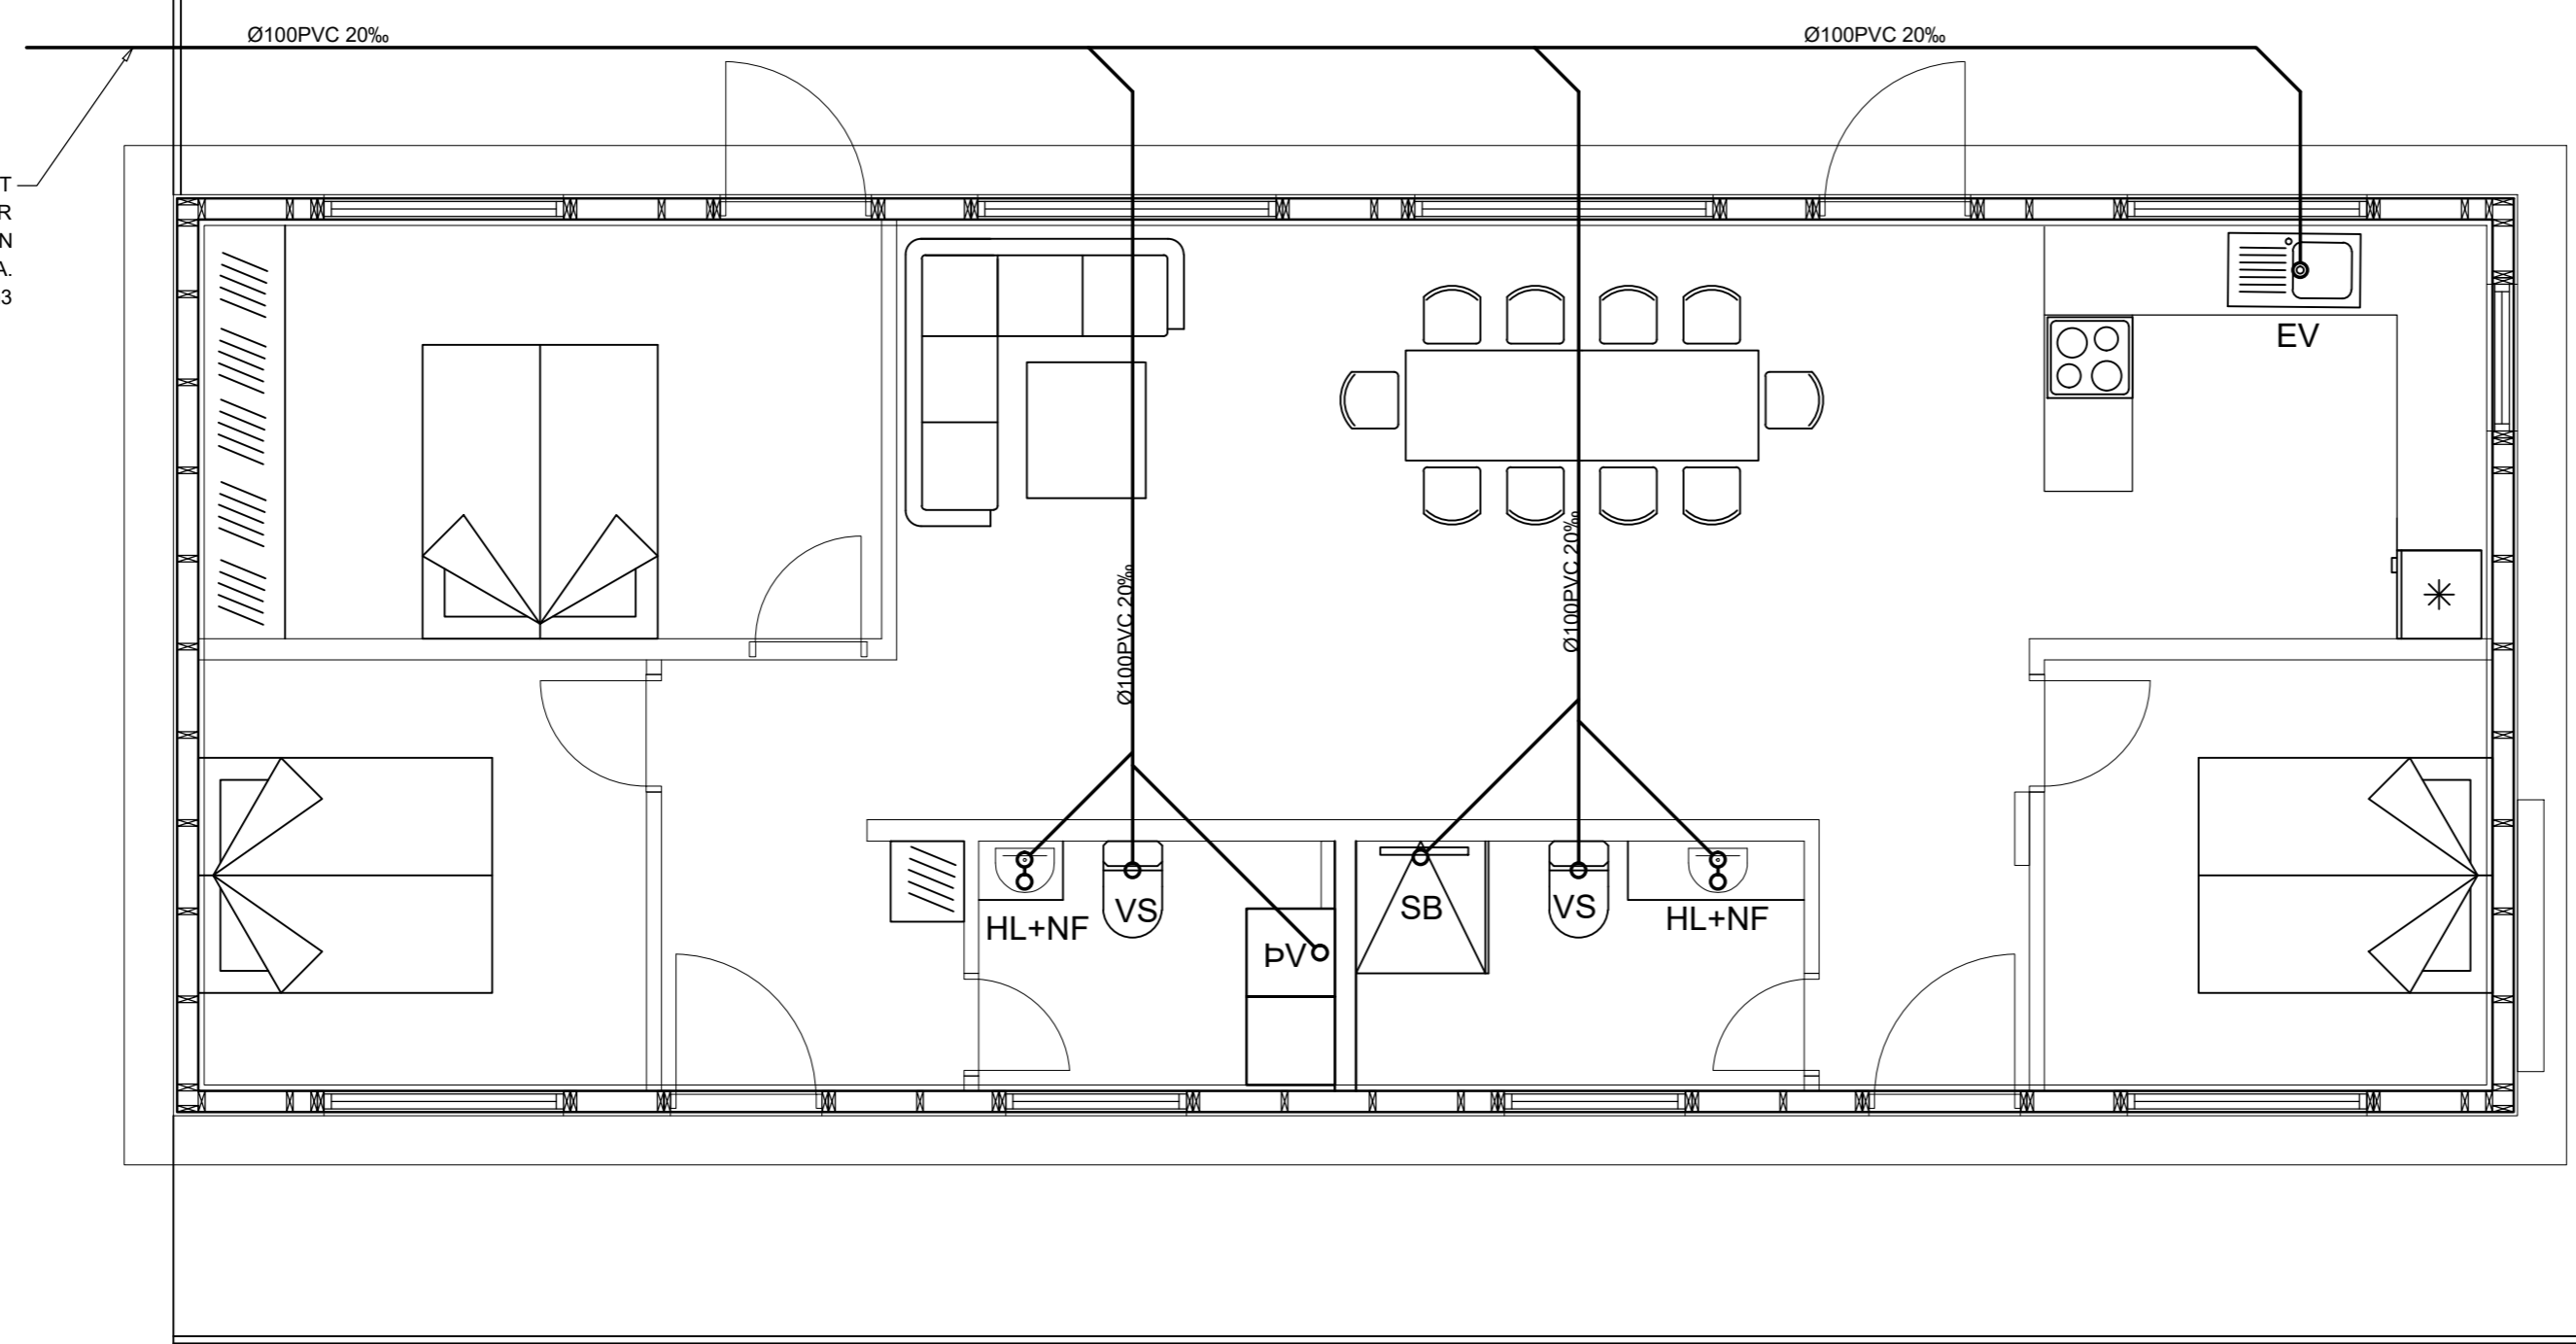 Ø100PVC 20‰
Ø100PVC 20‰
T
R
N
A.
3
EV
Ø100PVC 20‰
Ø100PVC 20‰
HL+NF
VS
ÞV
SB
VS
HL+NF